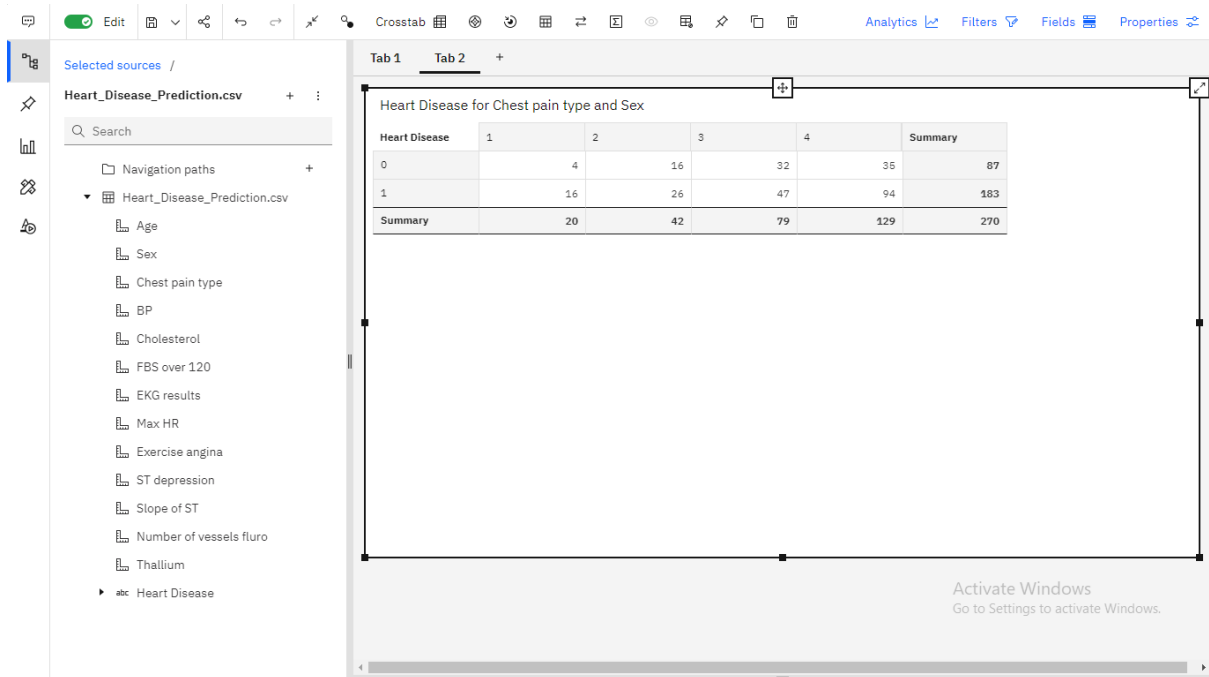 Edit
Crosstab
Analytics
Filters
Fields
Properties
Selected sources /
Heart_Disease_Prediction.csv
Search
Navigation paths
Heart_Disease_Prediction.csv
Age
Sex
Chest pain type
BP
Cholesterol
FBS over 120
EKG results
Max HR
Exercise angina
ST depression
Slope of ST
Number of vessels fluro
Thallium
abc Heart Disease
Tab 1 Tab 2 +
Heart Disease for Chest pain type and Sex
Heart Disease 1 2 3 4 Summary
0 4 16 32 35 87
1 16 26 47 94 183
Summary 20 42 79 129 270
Activate Windows
Go to Settings to activate Windows.